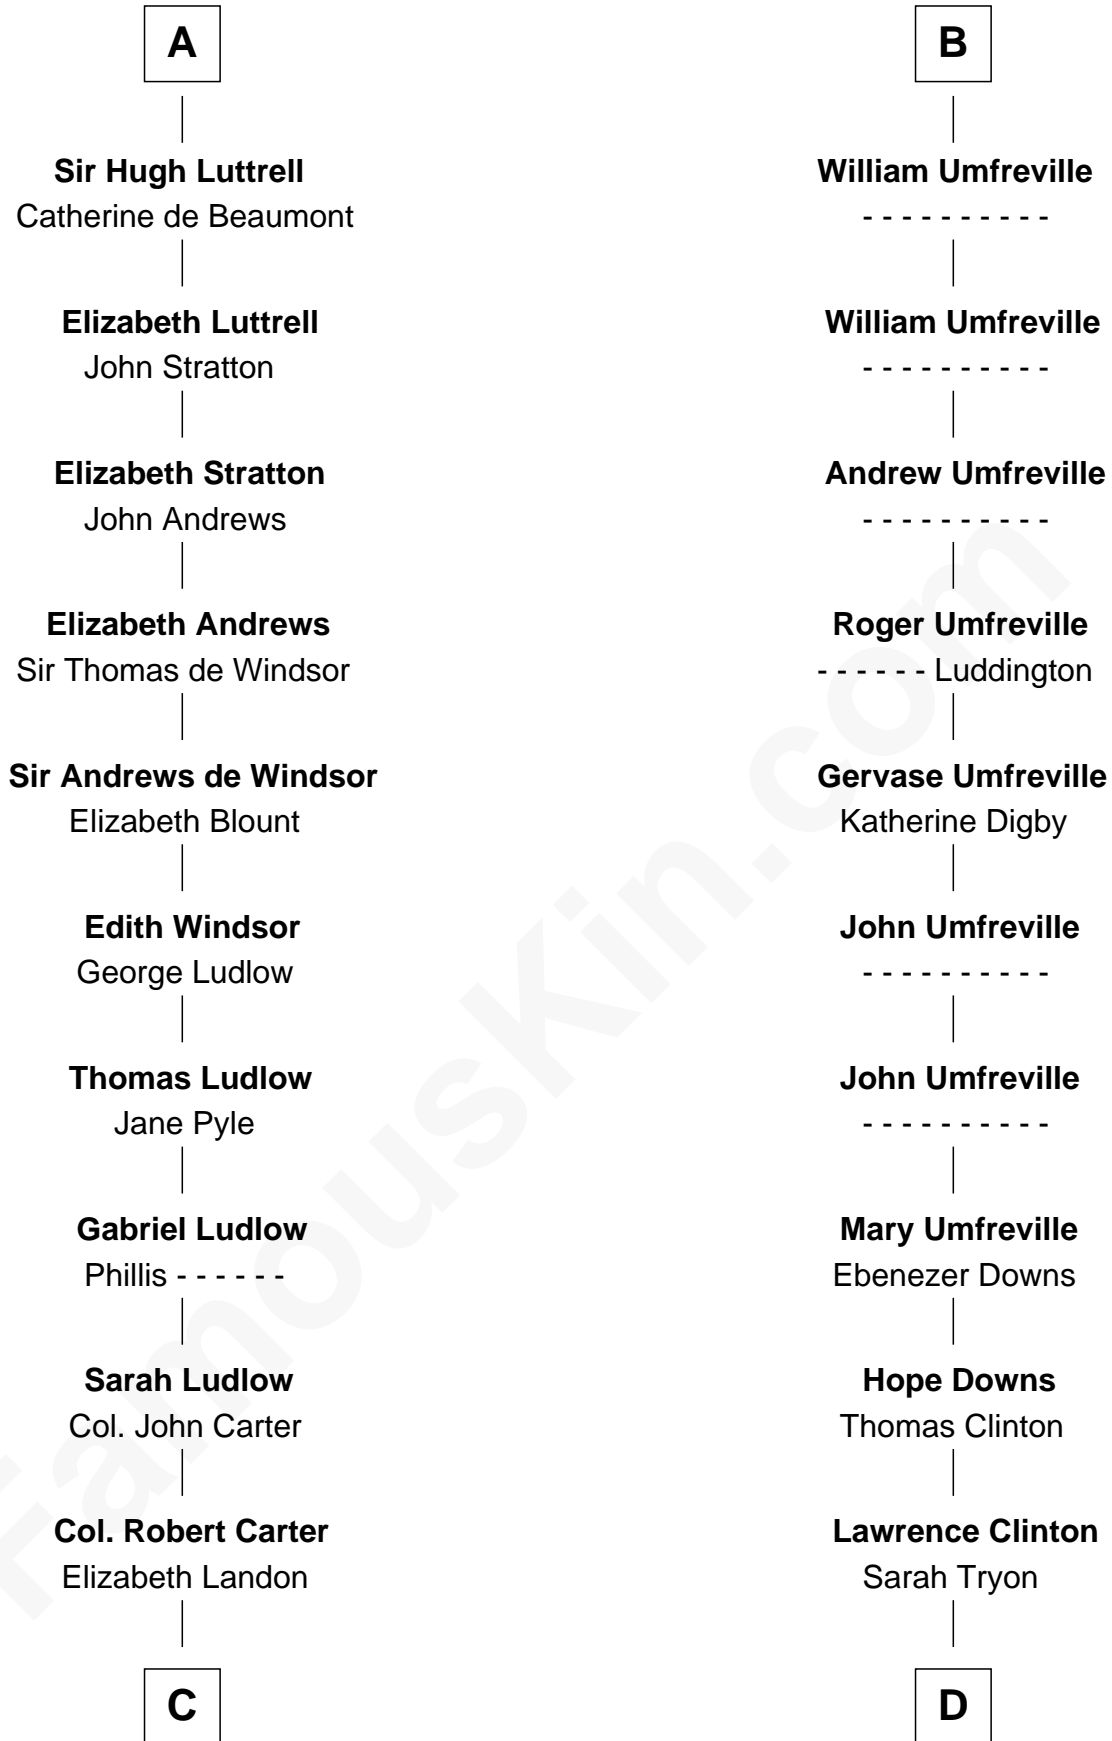 A
Sir Hugh Luttrell
Catherine de Beaumont
Elizabeth Luttrell
John Stratton
Elizabeth Stratton
John Andrews
Elizabeth Andrews
Sir Thomas de Windsor
Sir Andrews de Windsor
Elizabeth Blount
Edith Windsor
George Ludlow
Thomas Ludlow
Jane Pyle
Gabriel Ludlow
Phillis - - - - - -
Sarah Ludlow
Col. John Carter
Col. Robert Carter
Elizabeth Landon
C
B
William Umfreville
- - - - - - - - - -
William Umfreville
- - - - - - - - - -
Andrew Umfreville
- - - - - - - - - -
Roger Umfreville
- - - - - - Luddington
Gervase Umfreville
Katherine Digby
John Umfreville
- - - - - - - - - -
John Umfreville
- - - - - - - - - -
Mary Umfreville
Ebenezer Downs
Hope Downs
Thomas Clinton
Lawrence Clinton
Sarah Tryon
D
FamousKin.com